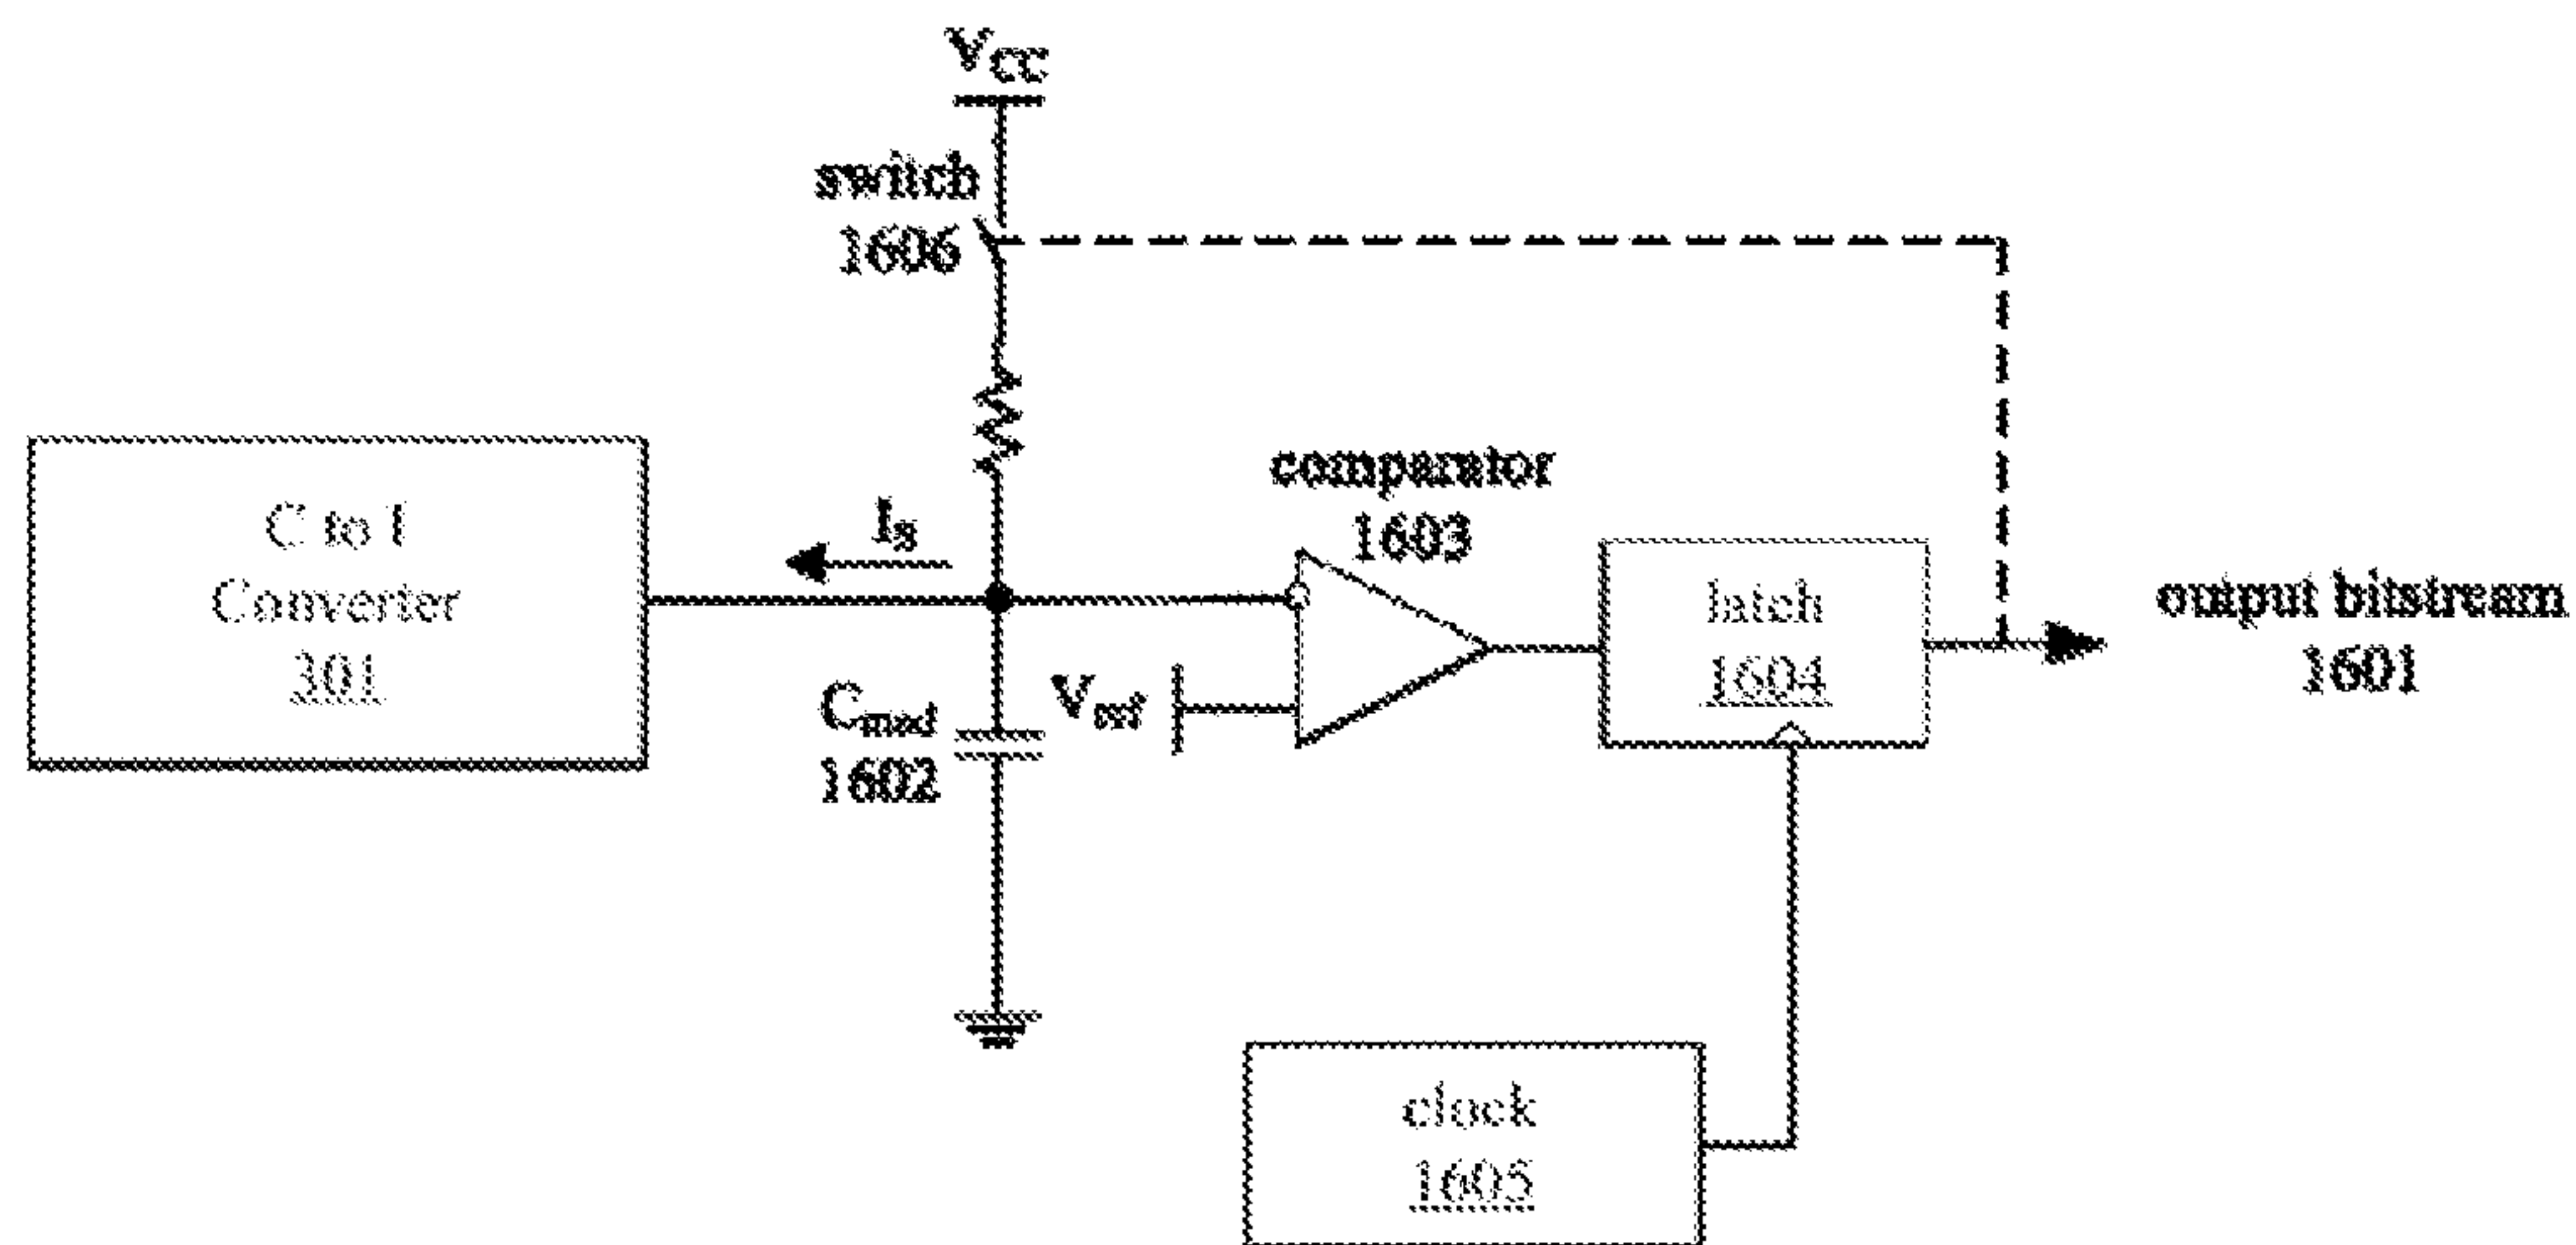 VCC
switch
1606
C to I
Converter
301
IS
comparator
1603
latch
1604
output bitstream
1601
Cmod
1602
Vref
clock
1605